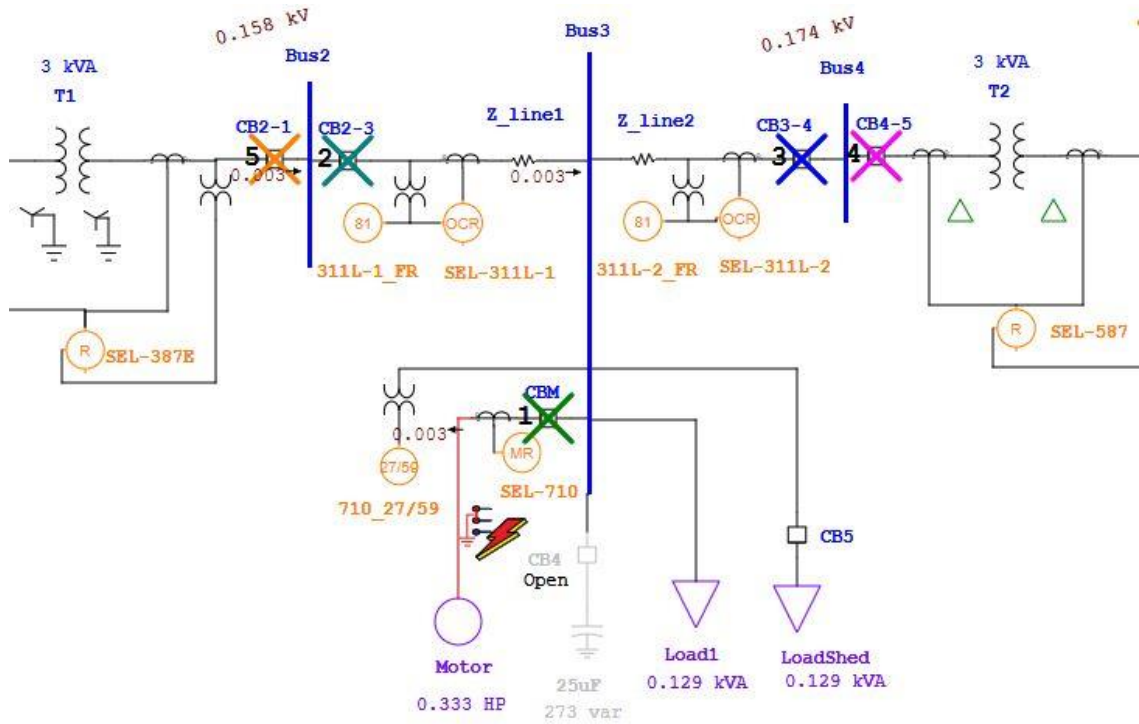 0.158 kV
Bus3
0.174 kV
3 kVA
T1
Bus2
Bus4
3 kVA
T2
CB2-1
CB2-3
Z_line1
Z_line2
CB3-4
CB4-5
5
2
3
4
0.003
0.003
81
OCR
81
OCR
311L-1_FR
SEL-311L-1
311L-2_FR
SEL-311L-2
R
SEL-387E
R
SEL-587
CBM
1
0.003
27/59
MR
SEL-710
710_27/59
CB4
Open
CB5
Motor
0.333 HP
25uF
273 var
Load1
0.129 kVA
LoadShed
0.129 kVA